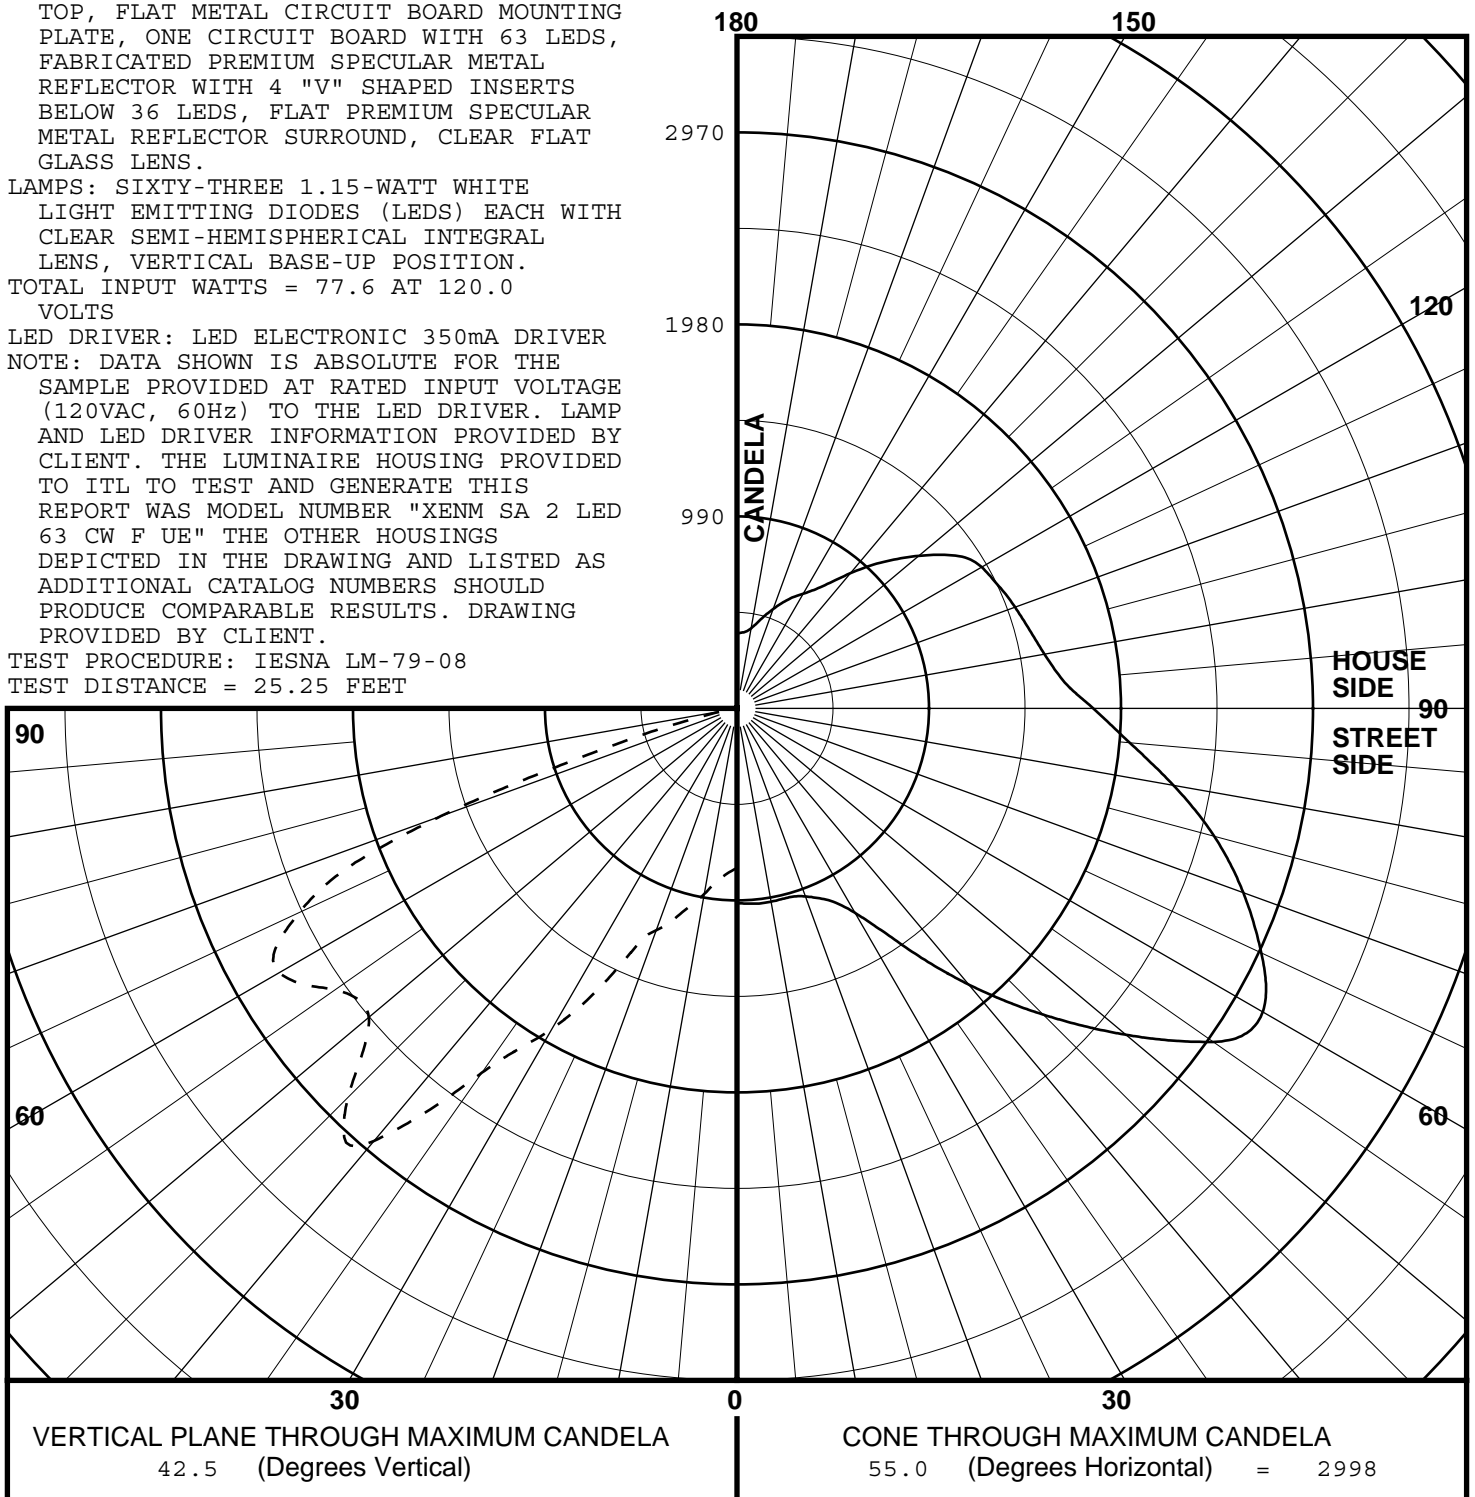 TOP, FLAT METAL CIRCUIT BOARD MOUNTING
PLATE, ONE CIRCUIT BOARD WITH 63 LEDS,
FABRICATED PREMIUM SPECULAR METAL
REFLECTOR WITH 4 "V" SHAPED INSERTS
BELOW 36 LEDS, FLAT PREMIUM SPECULAR
METAL REFLECTOR SURROUND, CLEAR FLAT
GLASS LENS.
LAMPS: SIXTY-THREE 1.15-WATT WHITE
LIGHT EMITTING DIODES (LEDS) EACH WITH
CLEAR SEMI-HEMISPHERICAL INTEGRAL
LENS, VERTICAL BASE-UP POSITION.
TOTAL INPUT WATTS = 77.6 AT 120.0
VOLTS
LED DRIVER: LED ELECTRONIC 350mA DRIVER
NOTE: DATA SHOWN IS ABSOLUTE FOR THE
SAMPLE PROVIDED AT RATED INPUT VOLTAGE
(120VAC, 60Hz) TO THE LED DRIVER. LAMP
AND LED DRIVER INFORMATION PROVIDED BY
CLIENT. THE LUMINAIRE HOUSING PROVIDED
TO ITL TO TEST AND GENERATE THIS
REPORT WAS MODEL NUMBER "XENM SA 2 LED
63 CW F UE" THE OTHER HOUSINGS
DEPICTED IN THE DRAWING AND LISTED AS
ADDITIONAL CATALOG NUMBERS SHOULD
PRODUCE COMPARABLE RESULTS. DRAWING
PROVIDED BY CLIENT.
TEST PROCEDURE: IESNA LM-79-08
TEST DISTANCE = 25.25 FEET
180
150
2970
120
1980
CANDELA
990
HOUSE
SIDE
90
90
STREET
SIDE
60
60
30
0
30
VERTICAL PLANE THROUGH MAXIMUM CANDELA
42.5 (Degrees Vertical)
CONE THROUGH MAXIMUM CANDELA
55.0 (Degrees Horizontal) = 2998